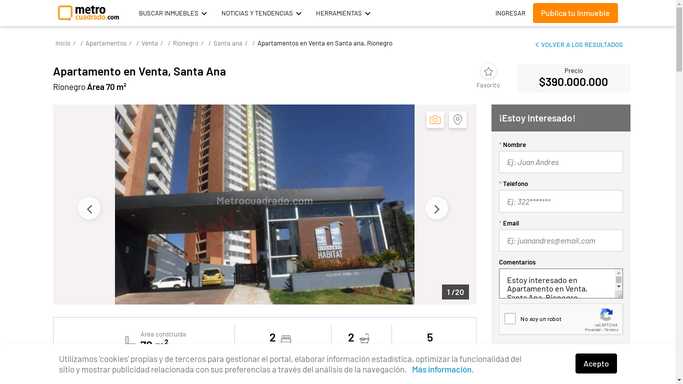 metro
cuadrado.com
BUSCAR INMUEBLES
NOTICIAS Y TENDENCIAS
HERRAMIENTAS
INGRESAR
Publica tu Inmueble
Inicio / / Apartamentos / / Venta / / Rionegro / / Santa ana / / Apartamentos en Venta en Santa ana, Rionegro
VOLVER A LOS RESULTADOS
Apartamento en Venta, Santa Ana
Rionegro Area 70 m²
Favorito
Precio
$390.000.000
Metrocuadrado.com
HABITAT
1 / 20
¡Estoy Interesado!
* Nombre
Ej: Juan Andres
* Telefono
Ej: 322*******
* Email
Ej: juanandres@email.com
Comentarios
Estoy interesado en
Apartamento en Venta,
Santa Ana, Rionegro
No soy un robot
reCAPTCHA
Privacidad - Términos
Área construida
70 m²
2
2
5
Utilizamos 'cookies' propias y de terceros para gestionar el portal, elaborar información estadística, optimizar la funcionalidad del
sitio y mostrar publicidad relacionada con sus preferencias a través del análisis de la navegación. Más información.
Acepto